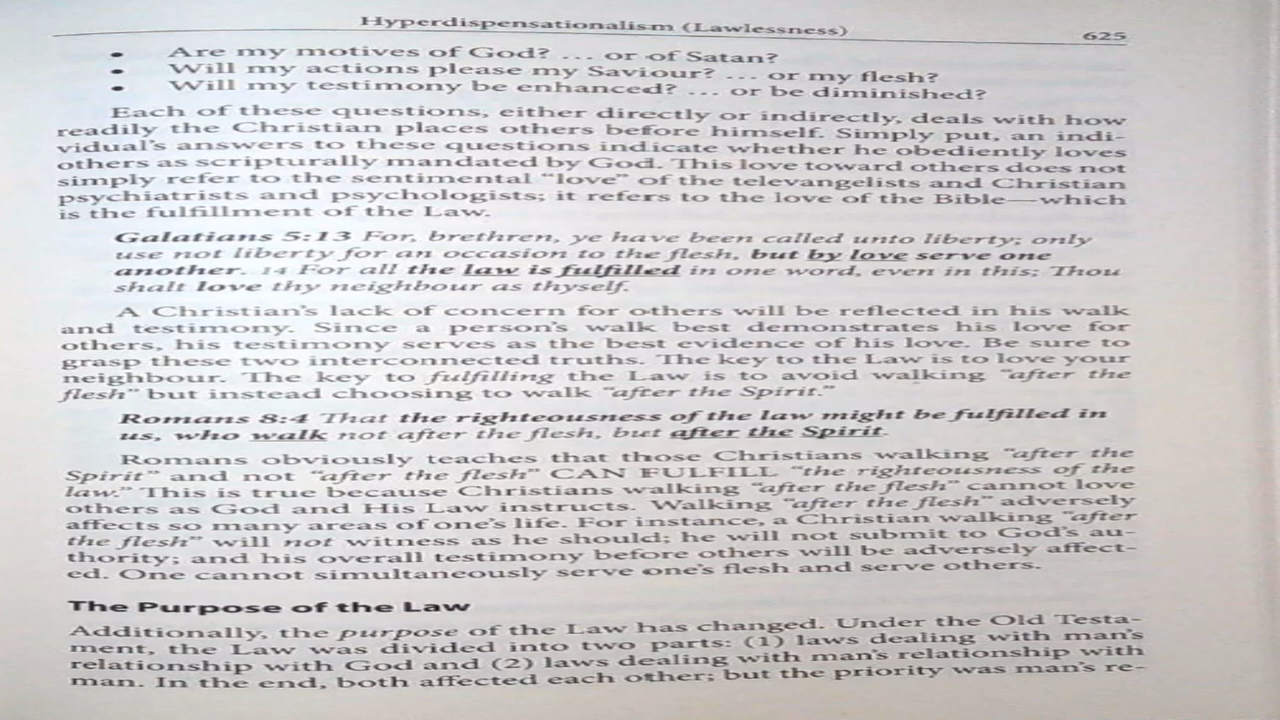 Hyperdispensationalism (Lawlessness) 625
• Are my motives of God? ... or of Satan?
• Will my actions please my Saviour? ... or my flesh?
• Will my testimony be enhanced? ... or be diminished?
Each of these questions, either directly or indirectly, deals with how
readily the Christian places others before himself. Simply put, an indi-
vidual's answers to these questions indicate whether he obediently loves
others as scripturally mandated by God. This love toward others does not
simply refer to the sentimental "love" of the televangelists and Christian
psychiatrists and psychologists; it refers to the love of the Bible—which
is the fulfillment of the Law.
Galatians 5:13 For, brethren, ye have been called unto liberty; only
use not liberty for an occasion to the flesh, but by love serve one
another. 14 For all the law is fulfilled in one word, even in this; Thou
shalt love thy neighbour as thyself.
A Christian's lack of concern for others will be reflected in his walk
and testimony. Since a person's walk best demonstrates his love for
others, his testimony serves as the best evidence of his love. Be sure to
grasp these two interconnected truths. The key to the Law is to love your
neighbour. The key to fulfilling the Law is to avoid walking "after the
flesh" but instead choosing to walk "after the Spirit."
Romans 8:4 That the righteousness of the law might be fulfilled in
us, who walk not after the flesh, but after the Spirit.
Romans obviously teaches that those Christians walking "after the
Spirit" and not "after the flesh" CAN FULFILL "the righteousness of the
law." This is true because Christians walking "after the flesh" cannot love
others as God and His Law instructs. Walking "after the flesh" adversely
affects so many areas of one's life. For instance, a Christian walking "after
the flesh" will not witness as he should; he will not submit to God's au-
thority; and his overall testimony before others will be adversely affect-
ed. One cannot simultaneously serve one's flesh and serve others.
The Purpose of the Law
Additionally, the purpose of the Law has changed. Under the Old Testa-
ment, the Law was divided into two parts: (1) laws dealing with man's
relationship with God and (2) laws dealing with man's relationship with
man. In the end, both affected each other; but the priority was man's re-